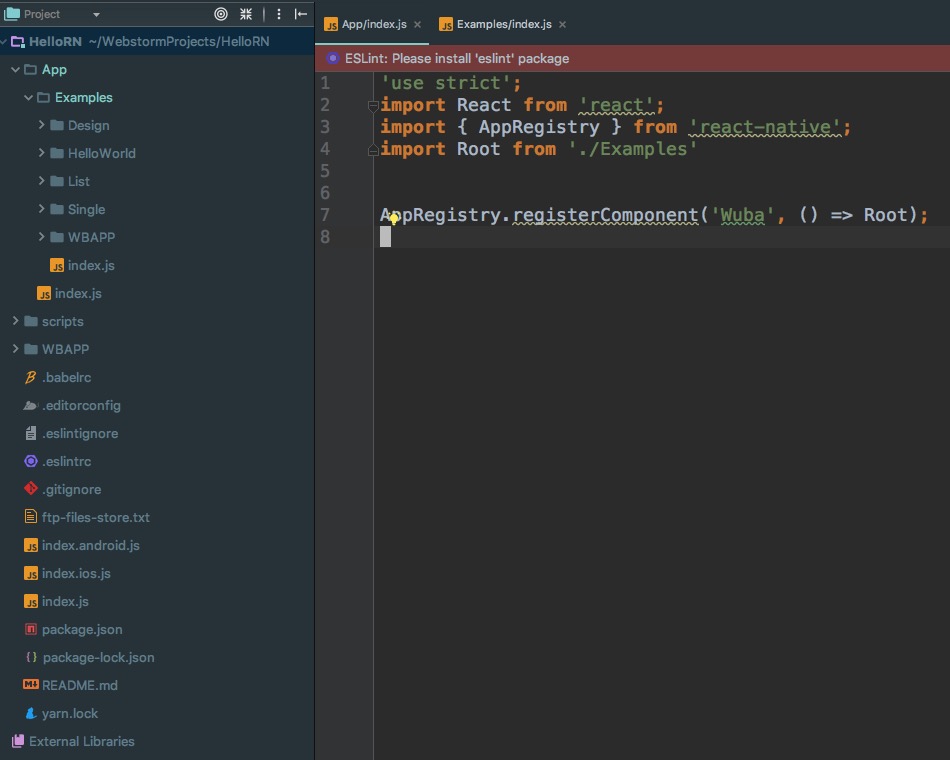 Project
HelloRN ~/WebstormProjects/HelloRN
App
Examples
Design
HelloWorld
List
Single
WBAPP
index.js
index.js
scripts
WBAPP
.babelrc
.editorconfig
.eslintignore
.eslintrc
.gitignore
ftp-files-store.txt
index.android.js
index.ios.js
index.js
package.json
package-lock.json
README.md
yarn.lock
External Libraries
App/index.js Examples/index.js
ESLint: Please install 'eslint' package
1 'use strict';
2 import React from 'react';
3 import { AppRegistry } from 'react-native';
4 import Root from './Examples'
5
6
7 AppRegistry.registerComponent('Wuba', () => Root);
8